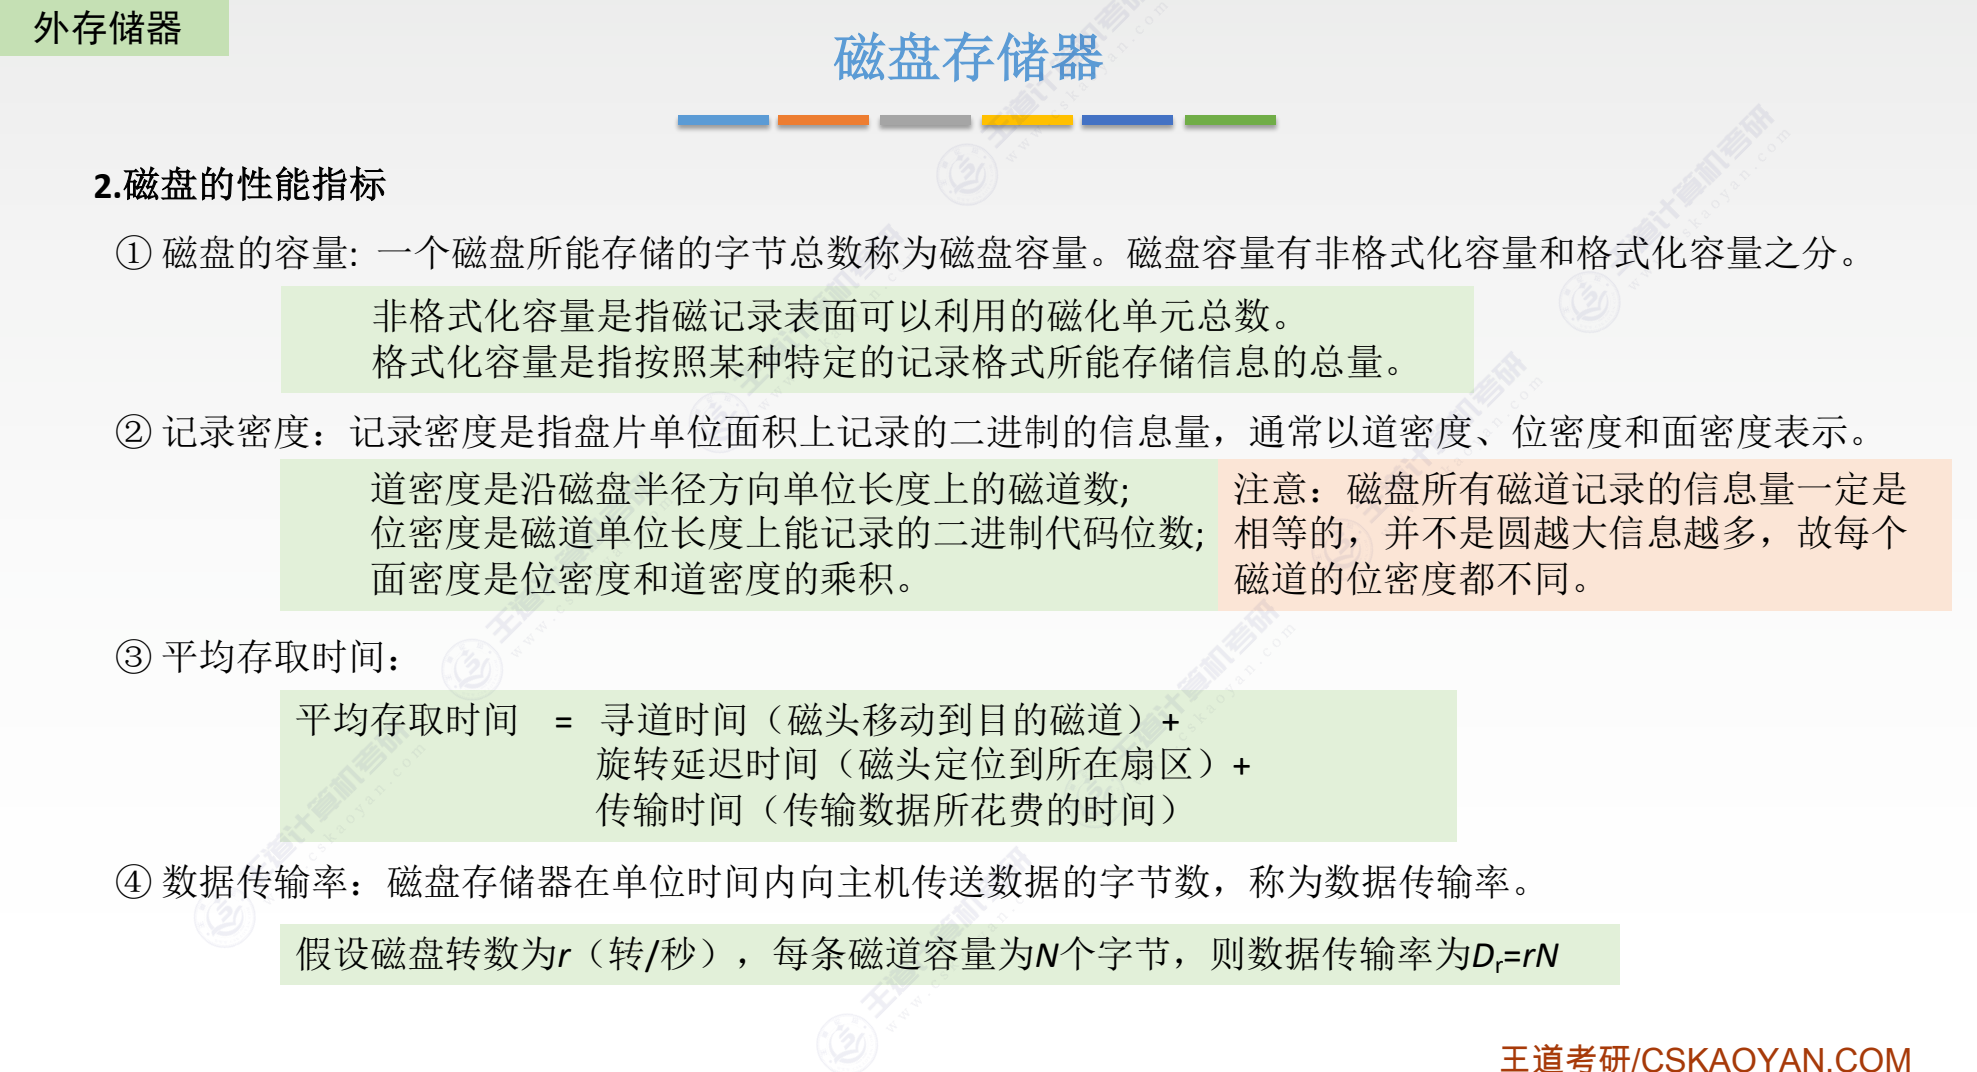 外存储器
磁盘存储器
2.磁盘的性能指标
① 磁盘的容量: 一个磁盘所能存储的字节总数称为磁盘容量。磁盘容量有非格式化容量和格式化容量之分。
非格式化容量是指磁记录表面可以利用的磁化单元总数。
格式化容量是指按照某种特定的记录格式所能存储信息的总量。
② 记录密度：记录密度是指盘片单位面积上记录的二进制的信息量，通常以道密度、位密度和面密度表示。
道密度是沿磁盘半径方向单位长度上的磁道数;
位密度是磁道单位长度上能记录的二进制代码位数;
面密度是位密度和道密度的乘积。
注意：磁盘所有磁道记录的信息量一定是
相等的，并不是圆越大信息越多，故每个
磁道的位密度都不同。
③ 平均存取时间：
平均存取时间 = 寻道时间（磁头移动到目的磁道）+
旋转延迟时间（磁头定位到所在扇区）+
传输时间（传输数据所花费的时间）
④ 数据传输率：磁盘存储器在单位时间内向主机传送数据的字节数，称为数据传输率。
假设磁盘转数为r（转/秒），每条磁道容量为N个字节，则数据传输率为Dr=rN
王道考研/CSKAOYAN.COM
王道计算机考研
www.cskaoyan.com